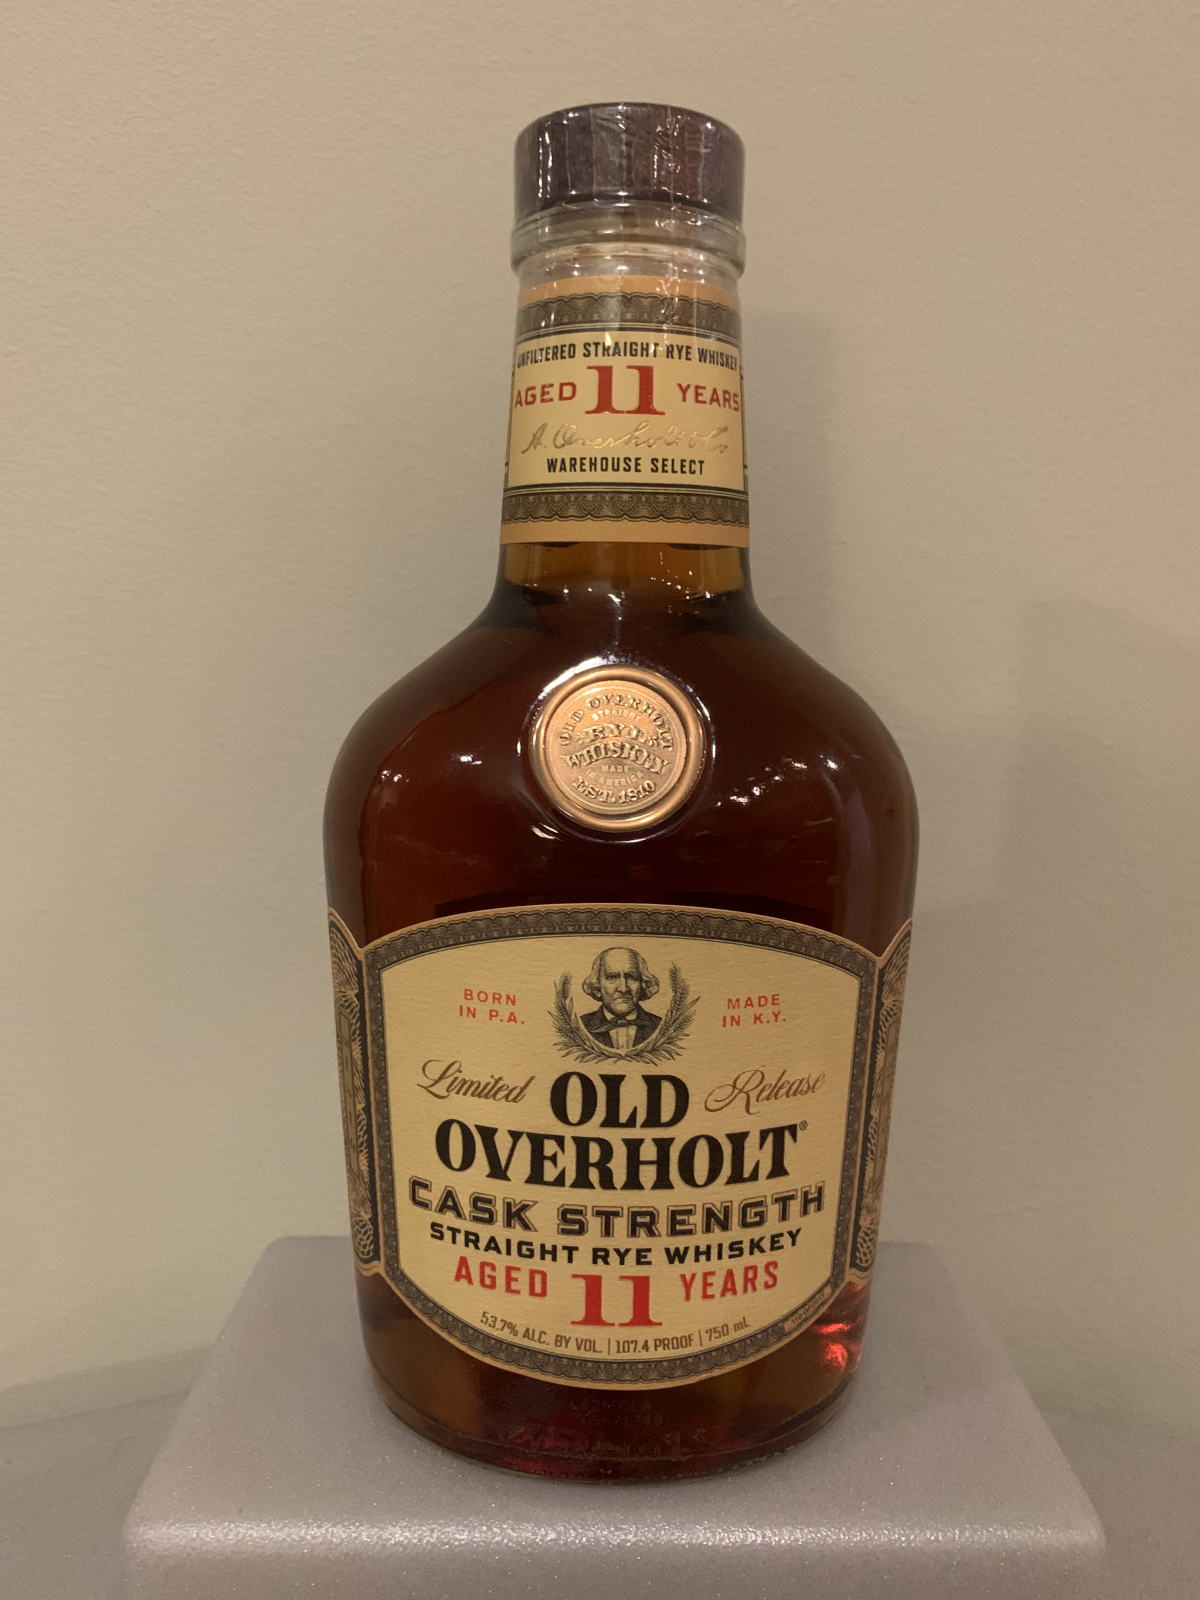 UNFILTERED STRAIGHT RYE WHISKEY
AGED 11 YEARS
A. Overholt & Co
WAREHOUSE SELECT
OLD OVERHOLT
STRAIGHT
RYE
WHISKEY
MADE
IN AMERICA
EST. 1810
BORN
IN P.A.
MADE
IN K.Y.
Limited OLD Release
OVERHOLT®
CASK STRENGTH
STRAIGHT RYE WHISKEY
AGED 11 YEARS
53.7% ALC. BY VOL. | 107.4 PROOF | 750 mL